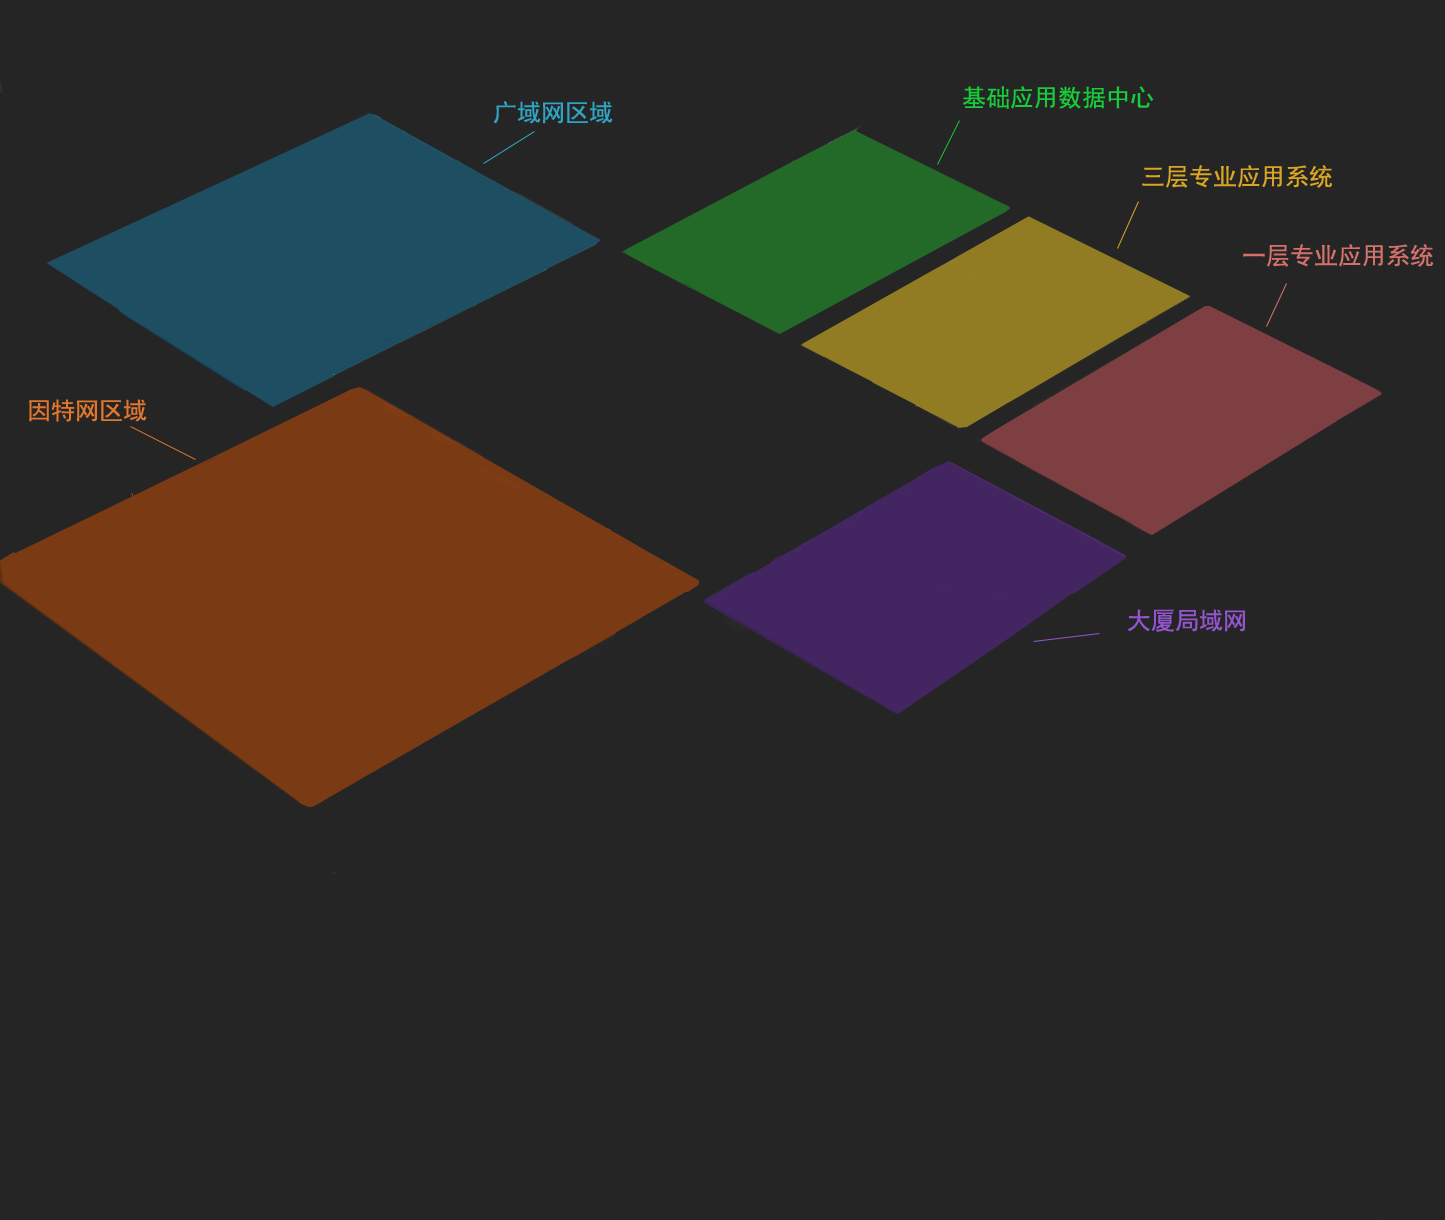 基础应用数据中心
广域网区域
三层专业应用系统
一层专业应用系统
因特网区域
大厦局域网